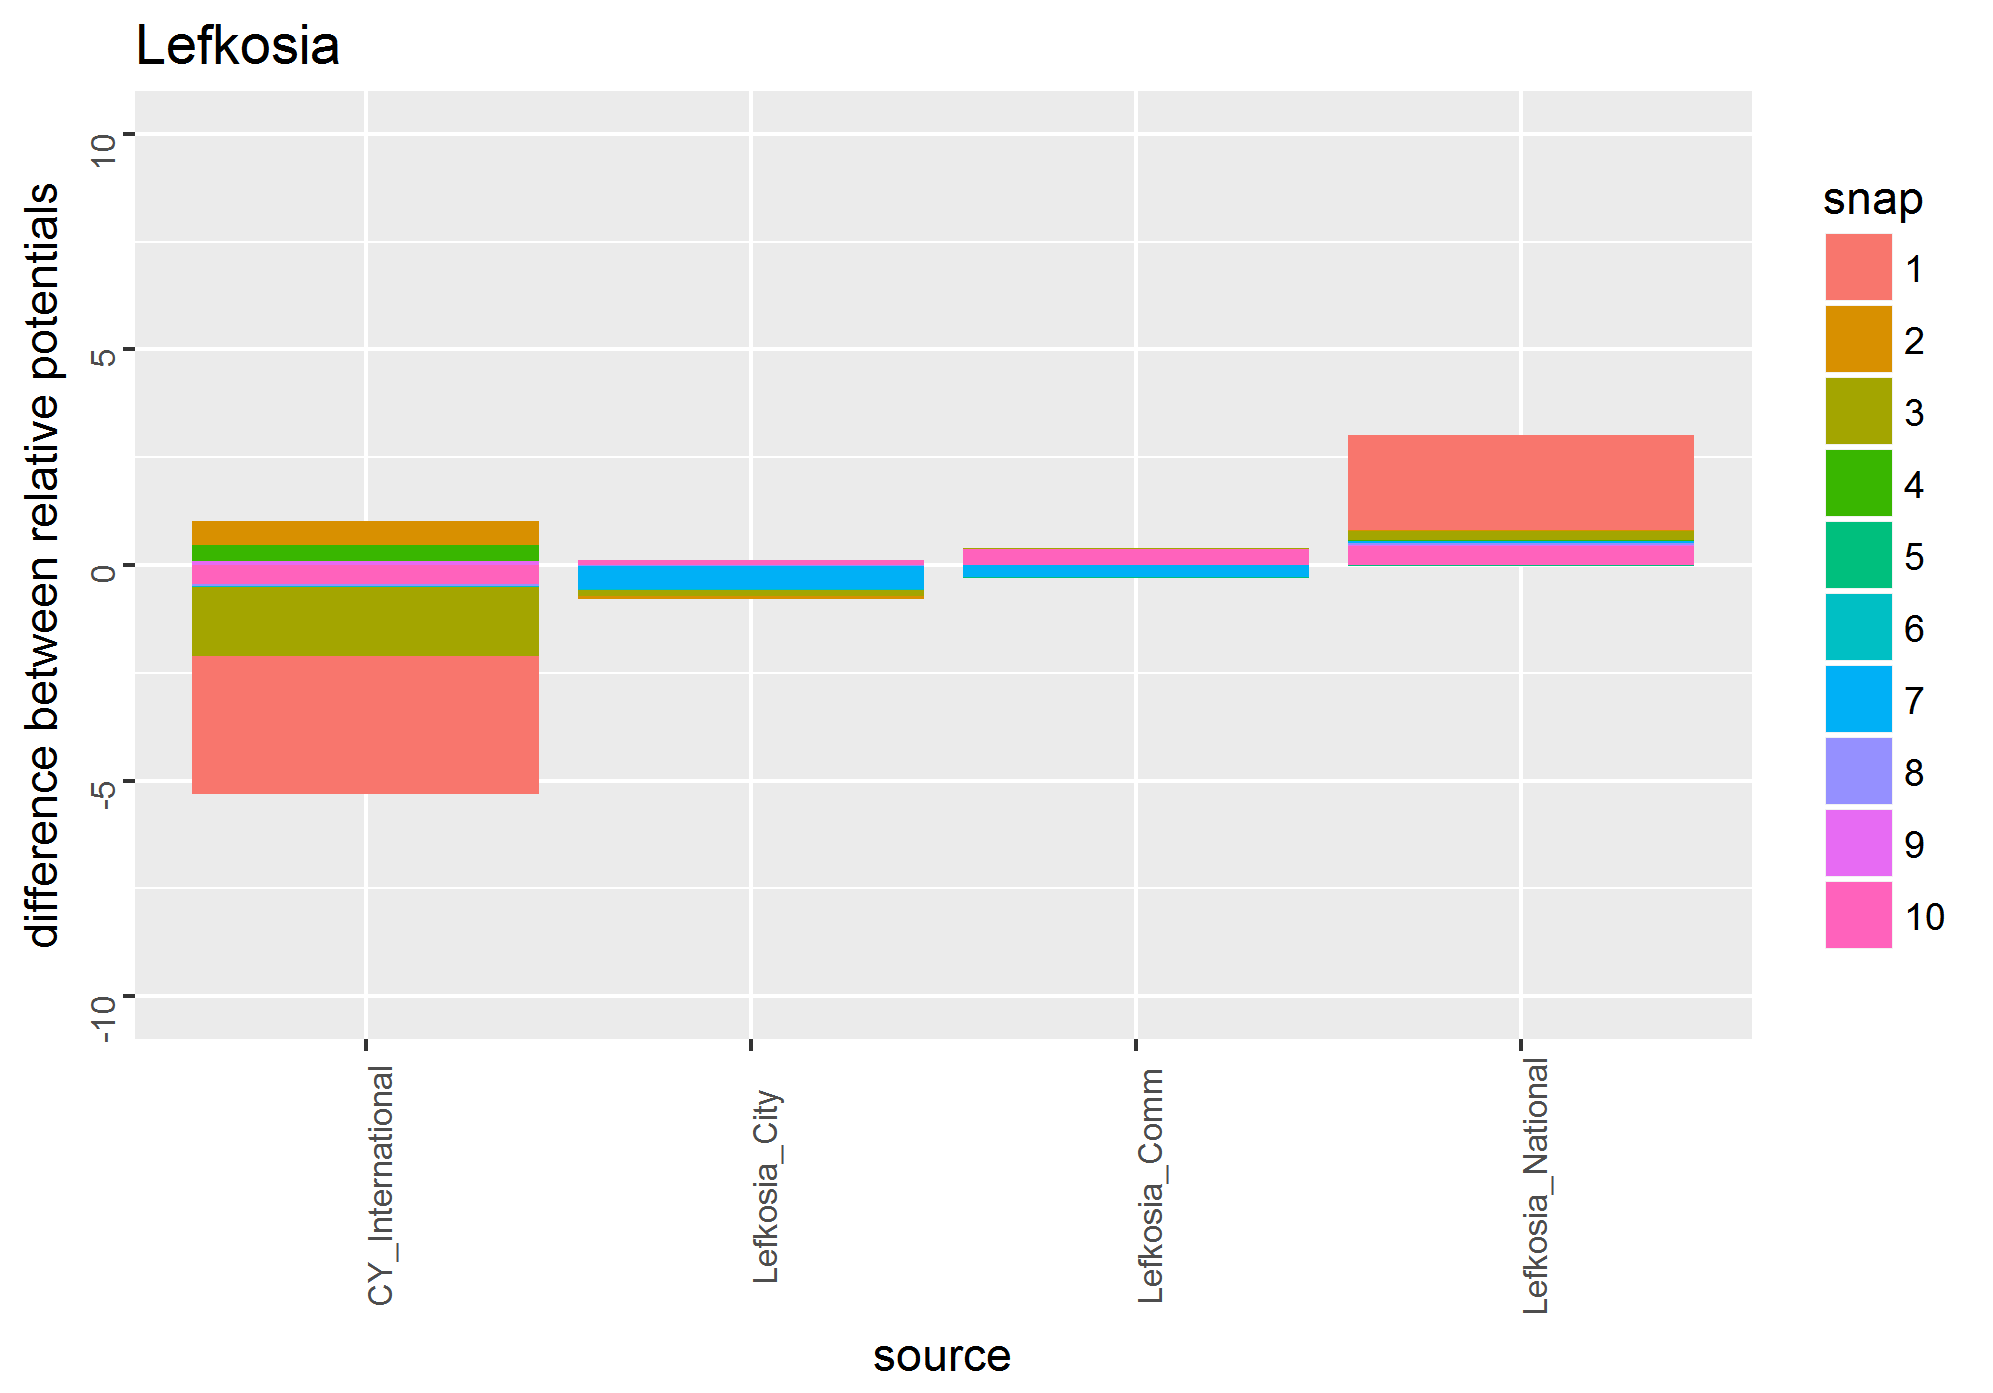 Lefkosia
difference between relative potentials
10
5
0
-5
-10
CY_International
Lefkosia_City
Lefkosia_Comm
Lefkosia_National
source
snap
1
2
3
4
5
6
7
8
9
10